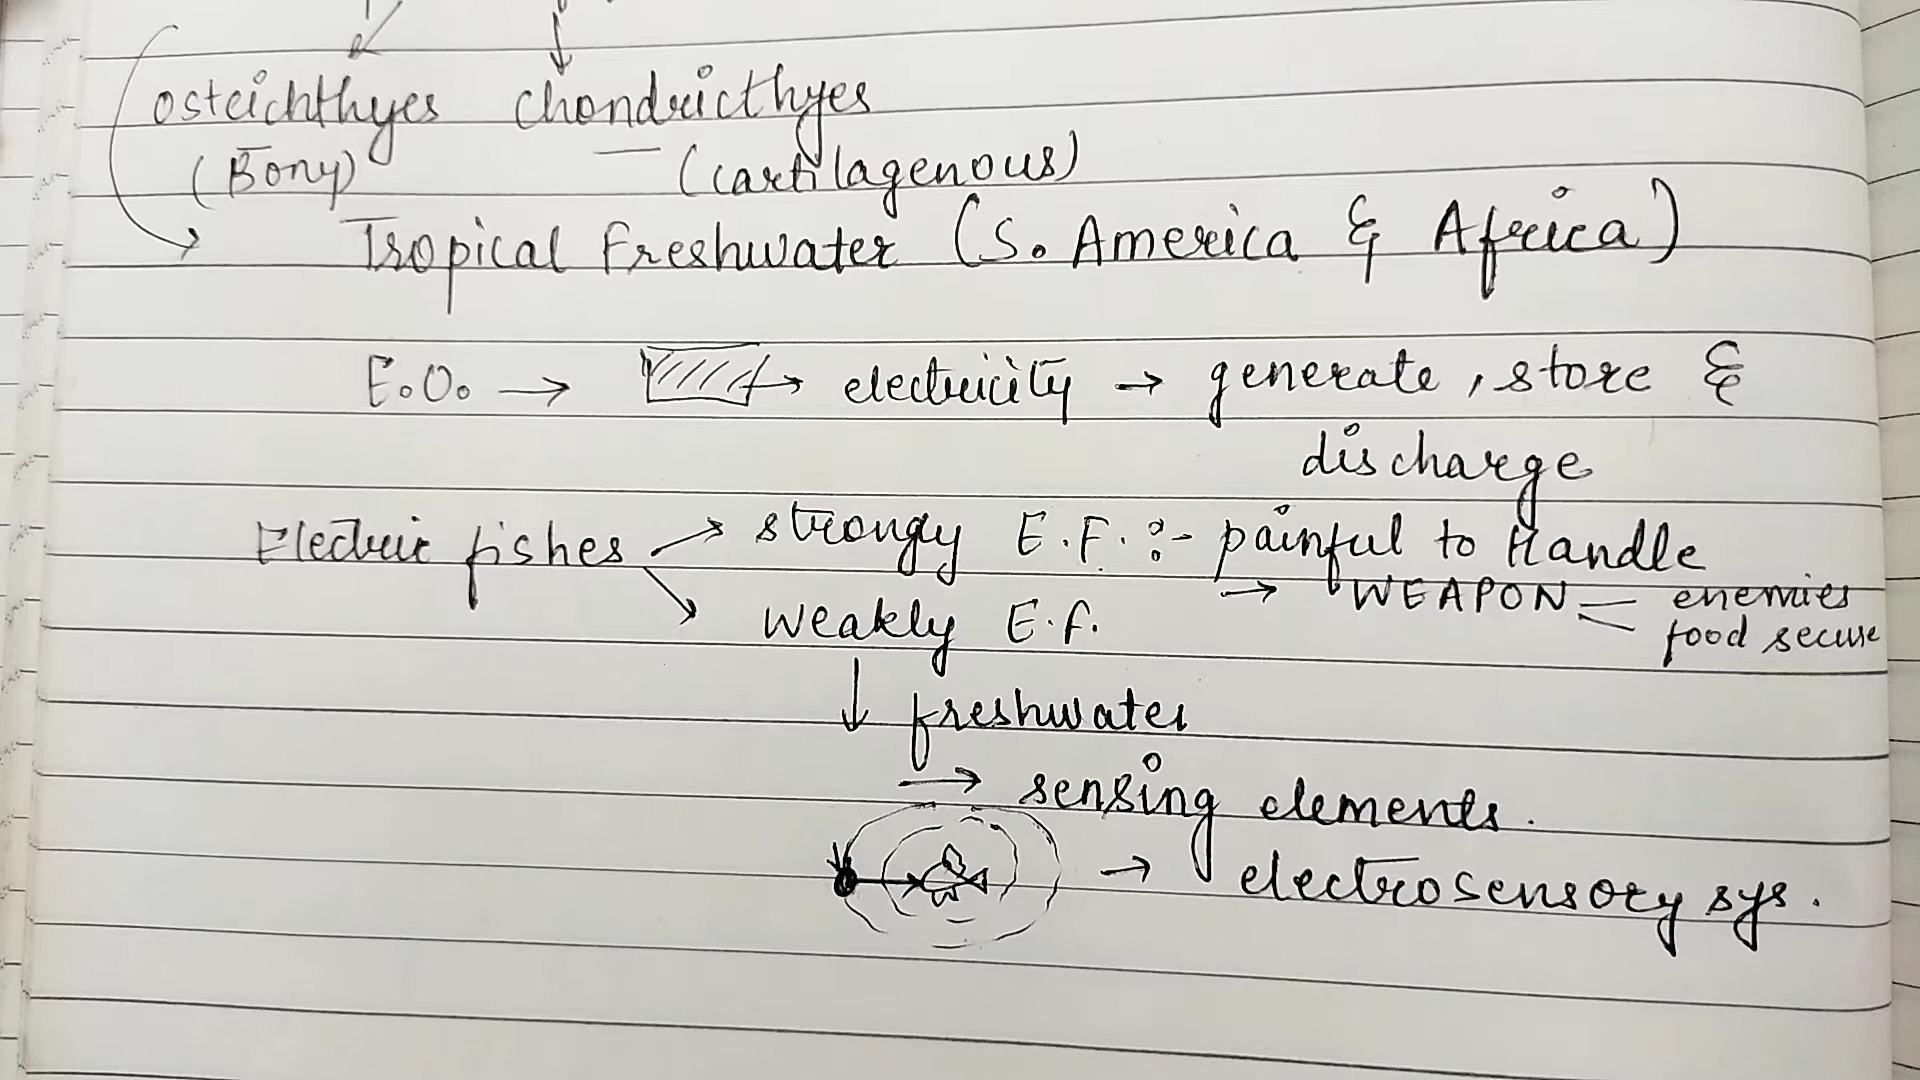 osteichthyes chondricthyes
(Bony) (cartilagenous)
→ Tropical Freshwater (S. America & Africa)
E.O. → → electricity → generate, store &
discharge
Electric fishes → strongly E.F. :- painful to Handle
→ WEAPON enemies
food secure
→ weakly E.f.
↓ freshwater
→ sensing elements.
→ electrosensory sys.